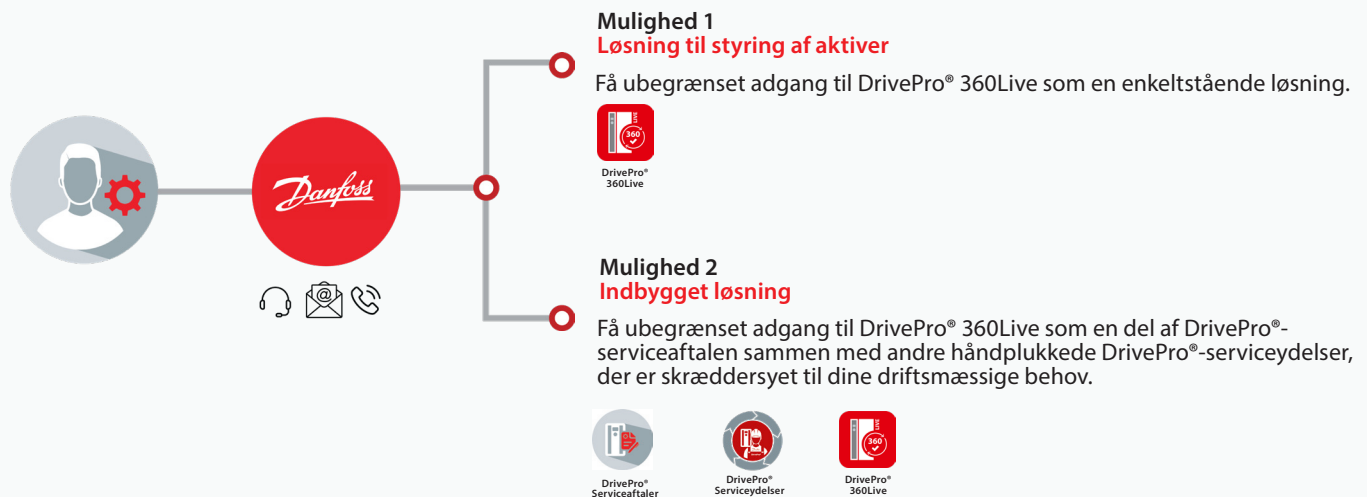 Mulighed 1
Løsning til styring af aktiver
Få ubegrænset adgang til DrivePro® 360Live som en enkeltstående løsning.
LIVE
360
DrivePro®
360Live
Danfoss
@
Mulighed 2
Indbygget løsning
Få ubegrænset adgang til DrivePro® 360Live som en del af DrivePro®-
serviceaftalen sammen med andre håndplukkede DrivePro®-serviceydelser,
der er skræddersyet til dine driftsmæssige behov.
LIVE
360
DrivePro®
Serviceaftaler
DrivePro®
Serviceydelser
DrivePro®
360Live